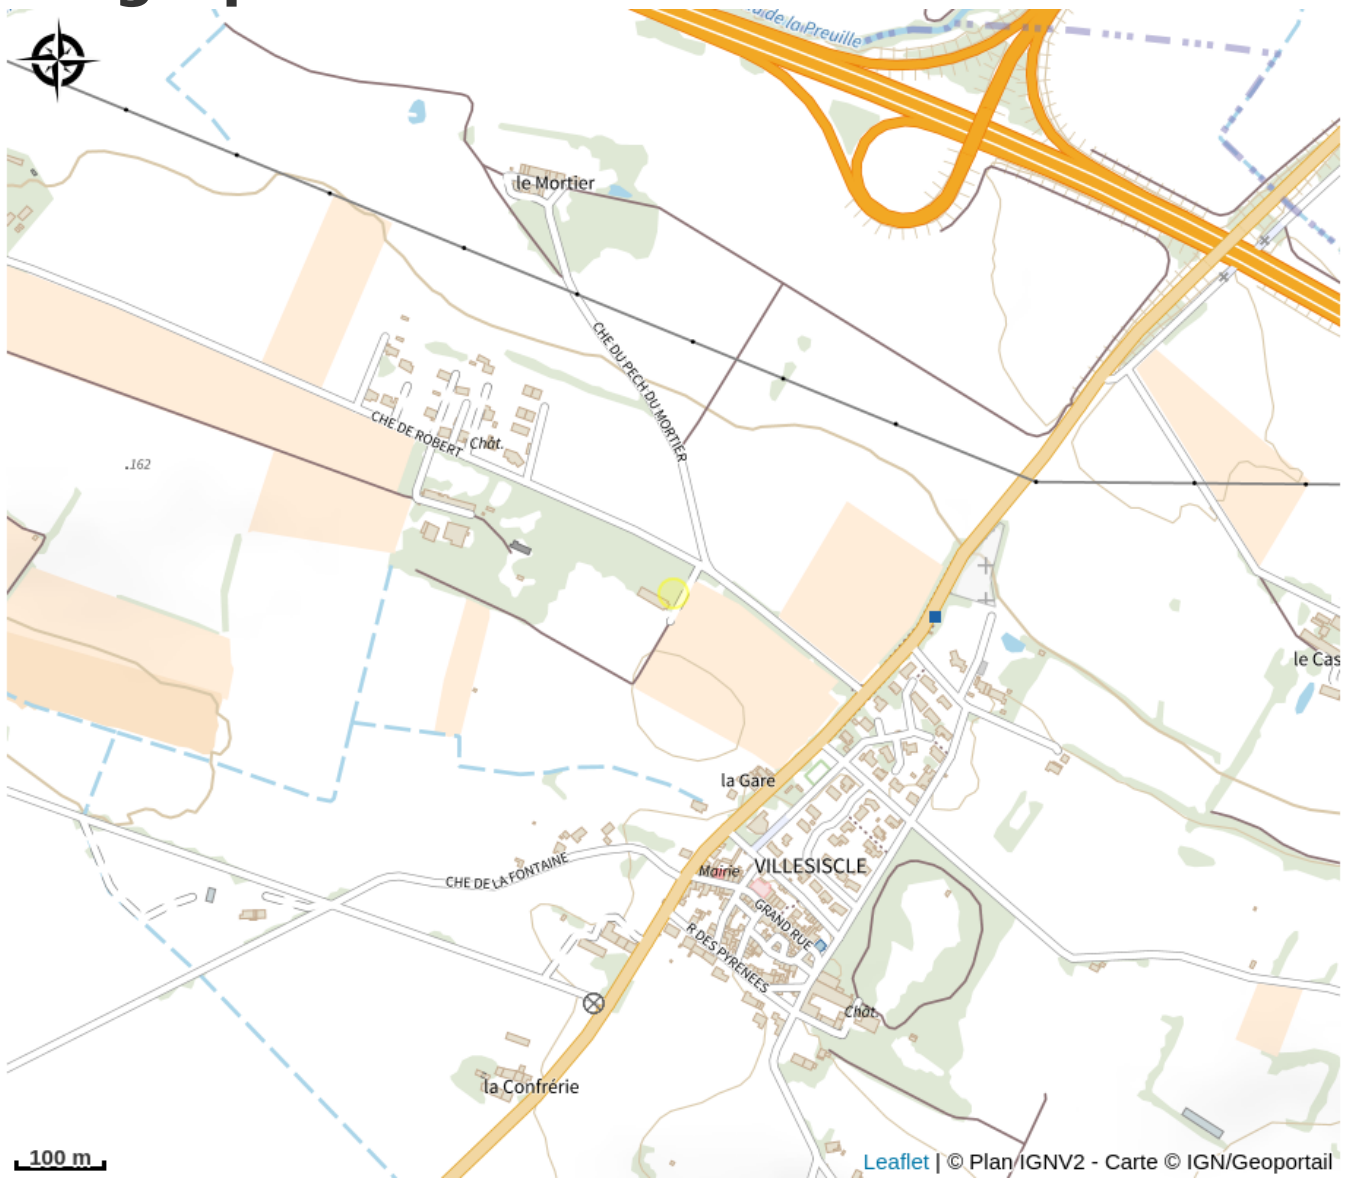 de la Preuille
le Mortier
CHE DU PECH DU MORTIER
CHE DE ROBERT
Chât.
.162
le Cas
la Gare
VILLESISCLE
Mairie
CHE DE LA FONTAINE
GRAND RUE
R DES PYRENEES
Chât.
la Confrérie
100 m
Leaflet | © Plan IGNV2 - Carte © IGN/Geoportail